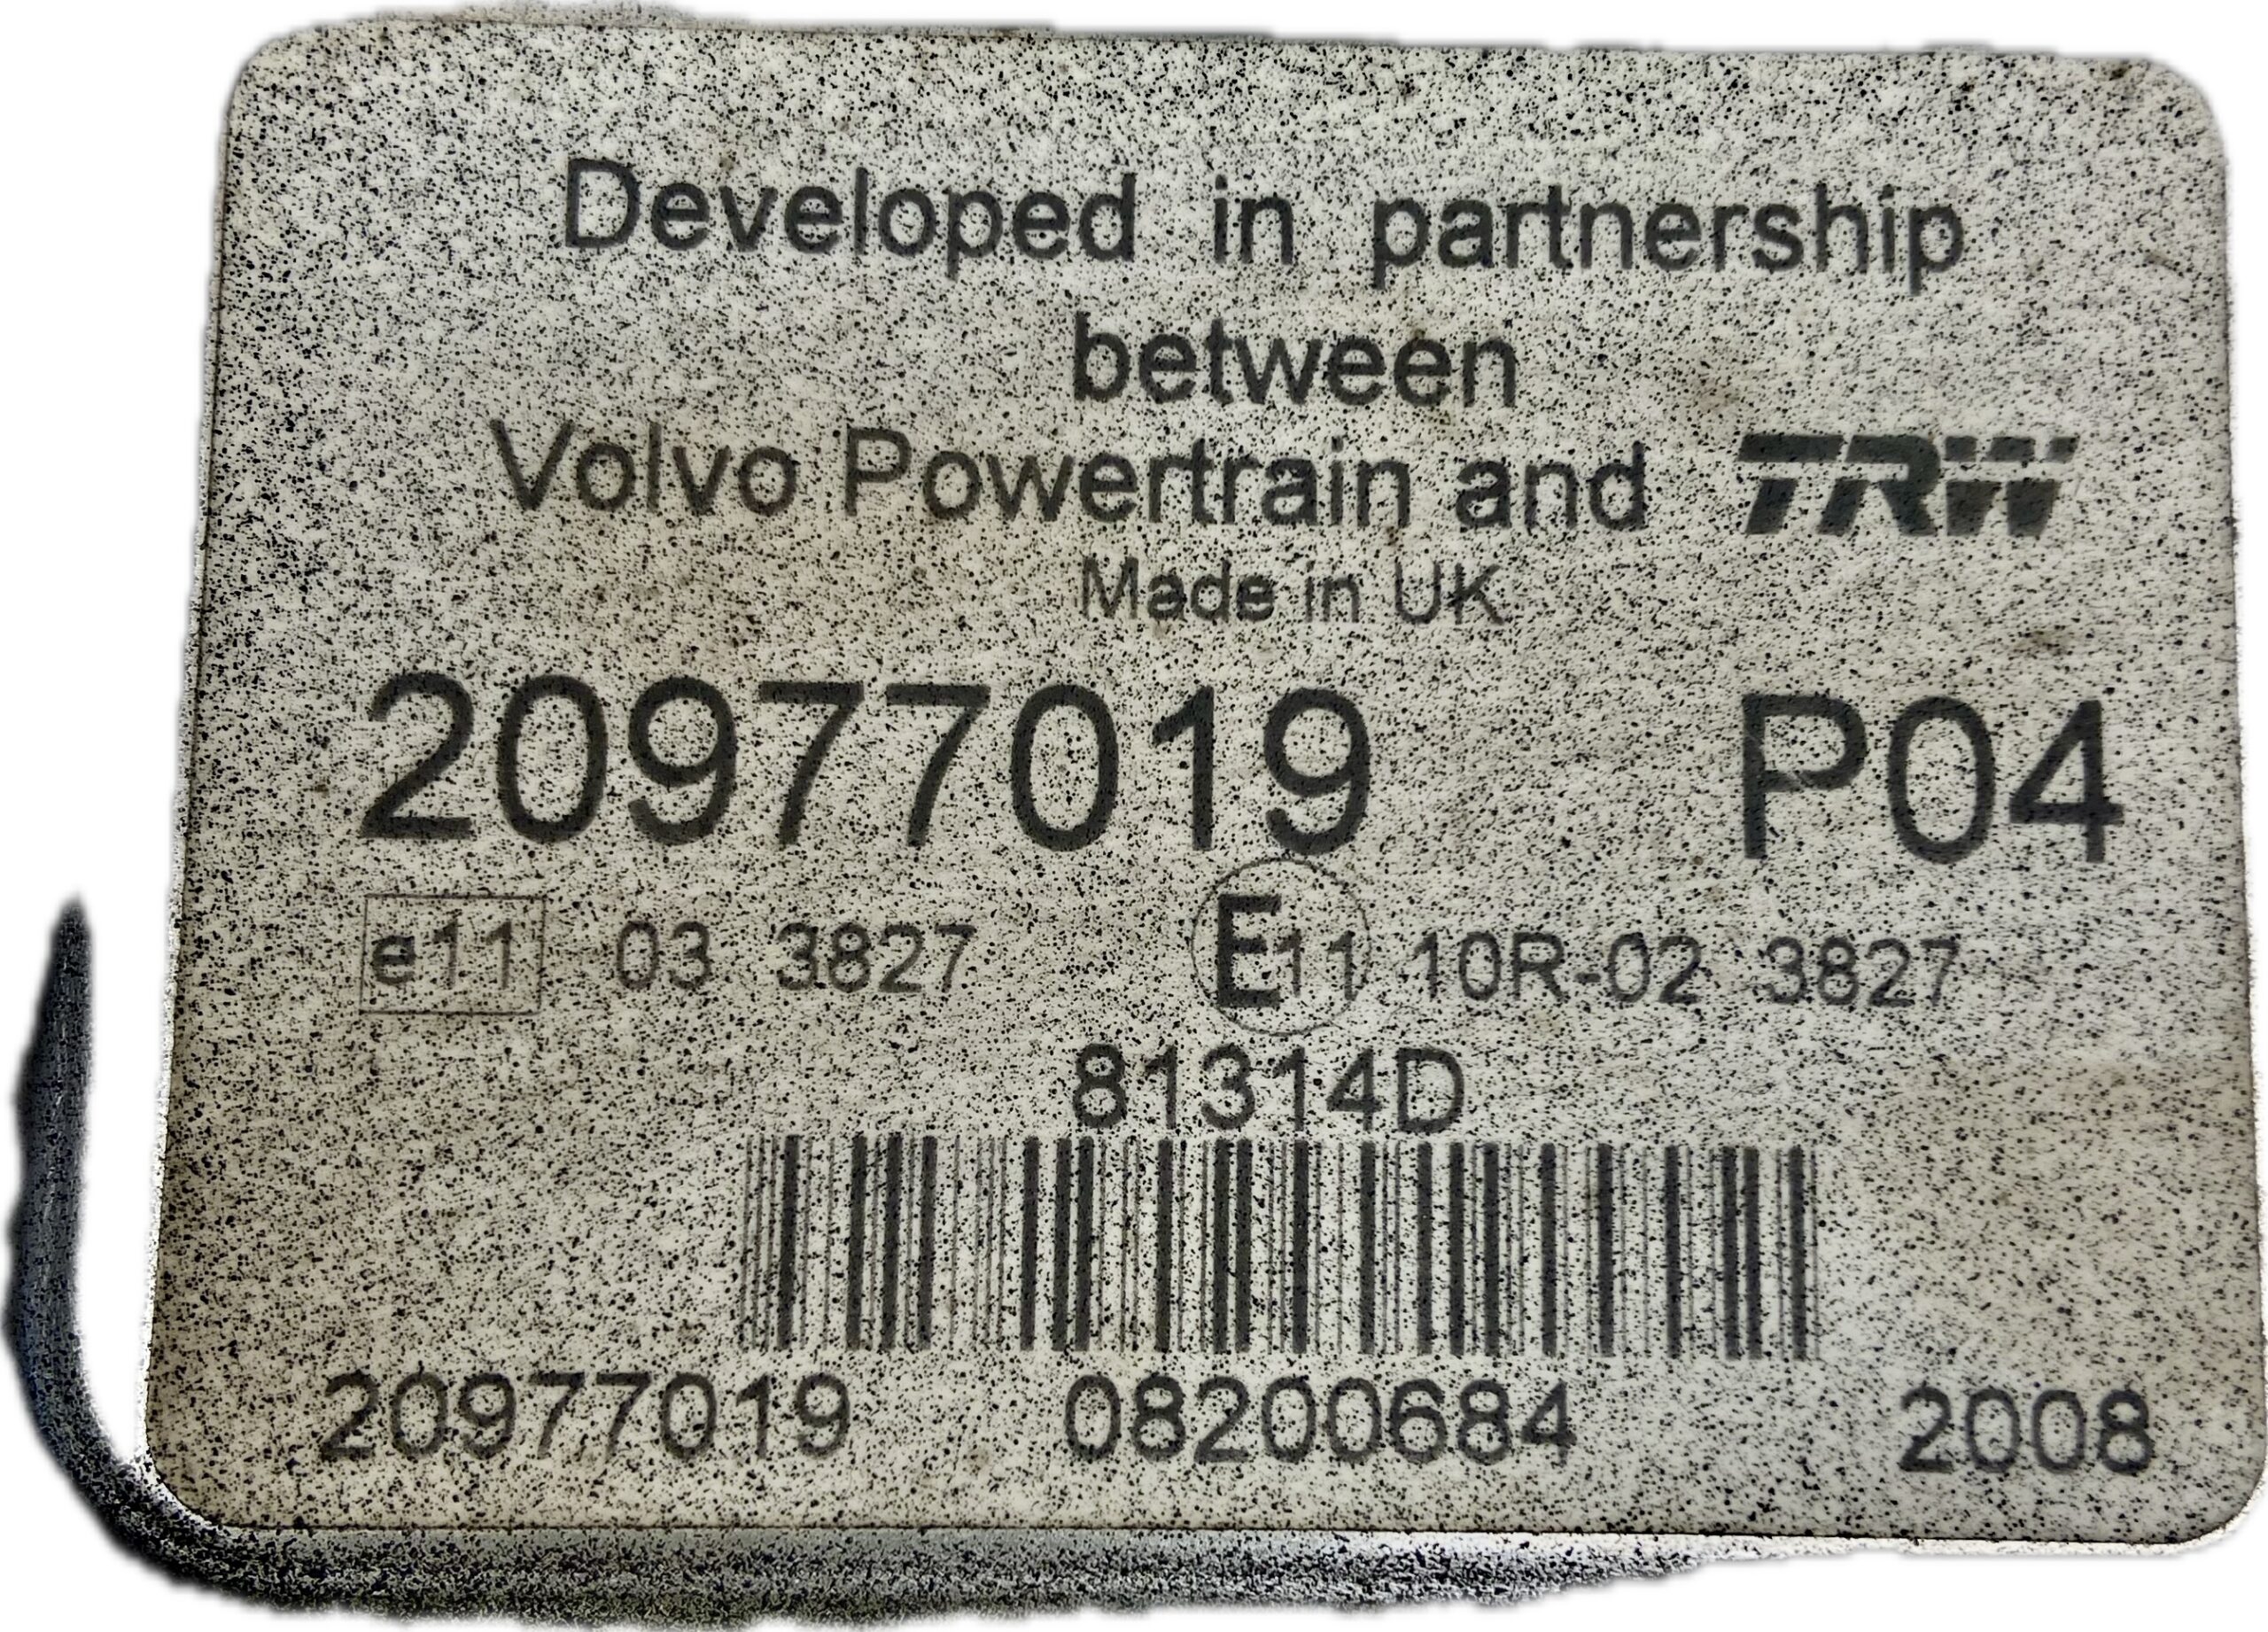 Developed in partnership
between
Volvo Powertrain and TRW
Made in UK
20977019 P04
e11 03 3827 E11 10R-02 3827
81314D
20977019 08200684 2008